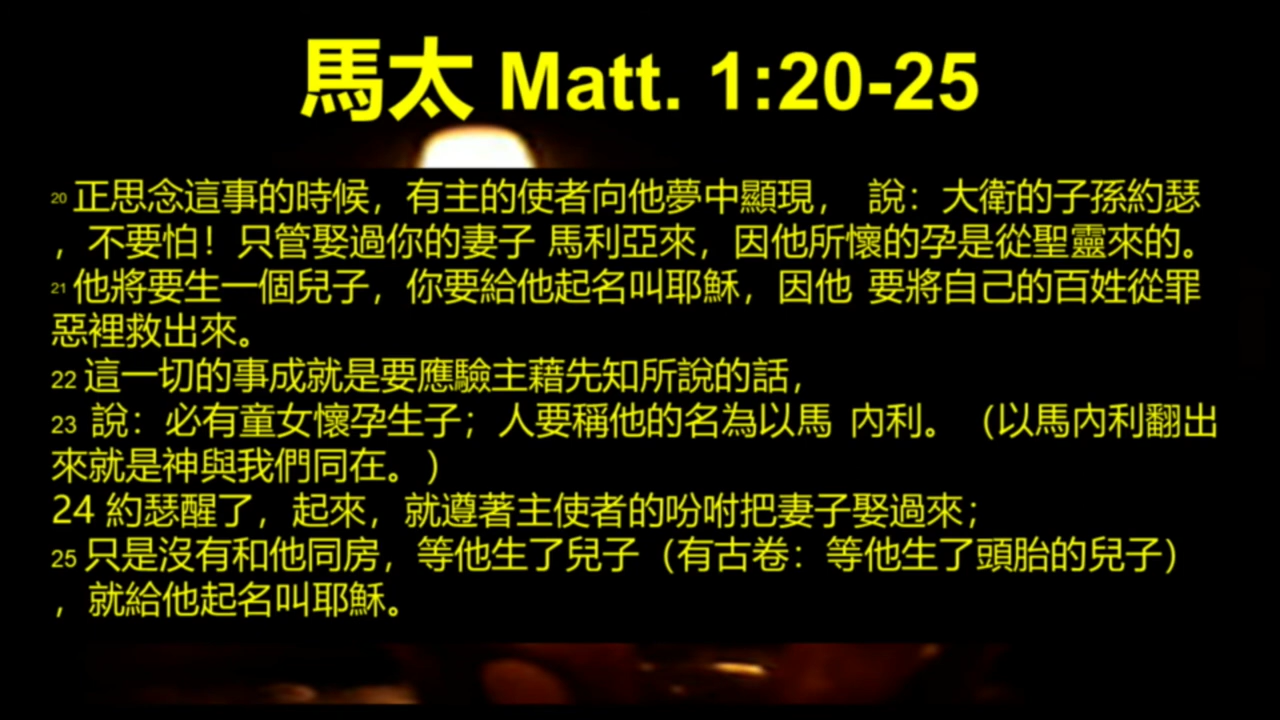 馬太 Matt. 1:20-25
20 正思念這事的時候，有主的使者向他夢中顯現， 說：大衛的子孫約瑟
，不要怕！只管娶過你的妻子 馬利亞來，因他所懷的孕是從聖靈來的。
21 他將要生一個兒子，你要給他起名叫耶穌，因他 要將自己的百姓從罪
惡裡救出來。
22 這一切的事成就是要應驗主藉先知所說的話，
23 說：必有童女懷孕生子；人要稱他的名為以馬 內利。（以馬內利翻出
來就是神與我們同在。）
24 約瑟醒了，起來，就遵著主使者的吩咐把妻子娶過來；
25 只是沒有和他同房，等他生了兒子（有古卷：等他生了頭胎的兒子）
，就給他起名叫耶穌。